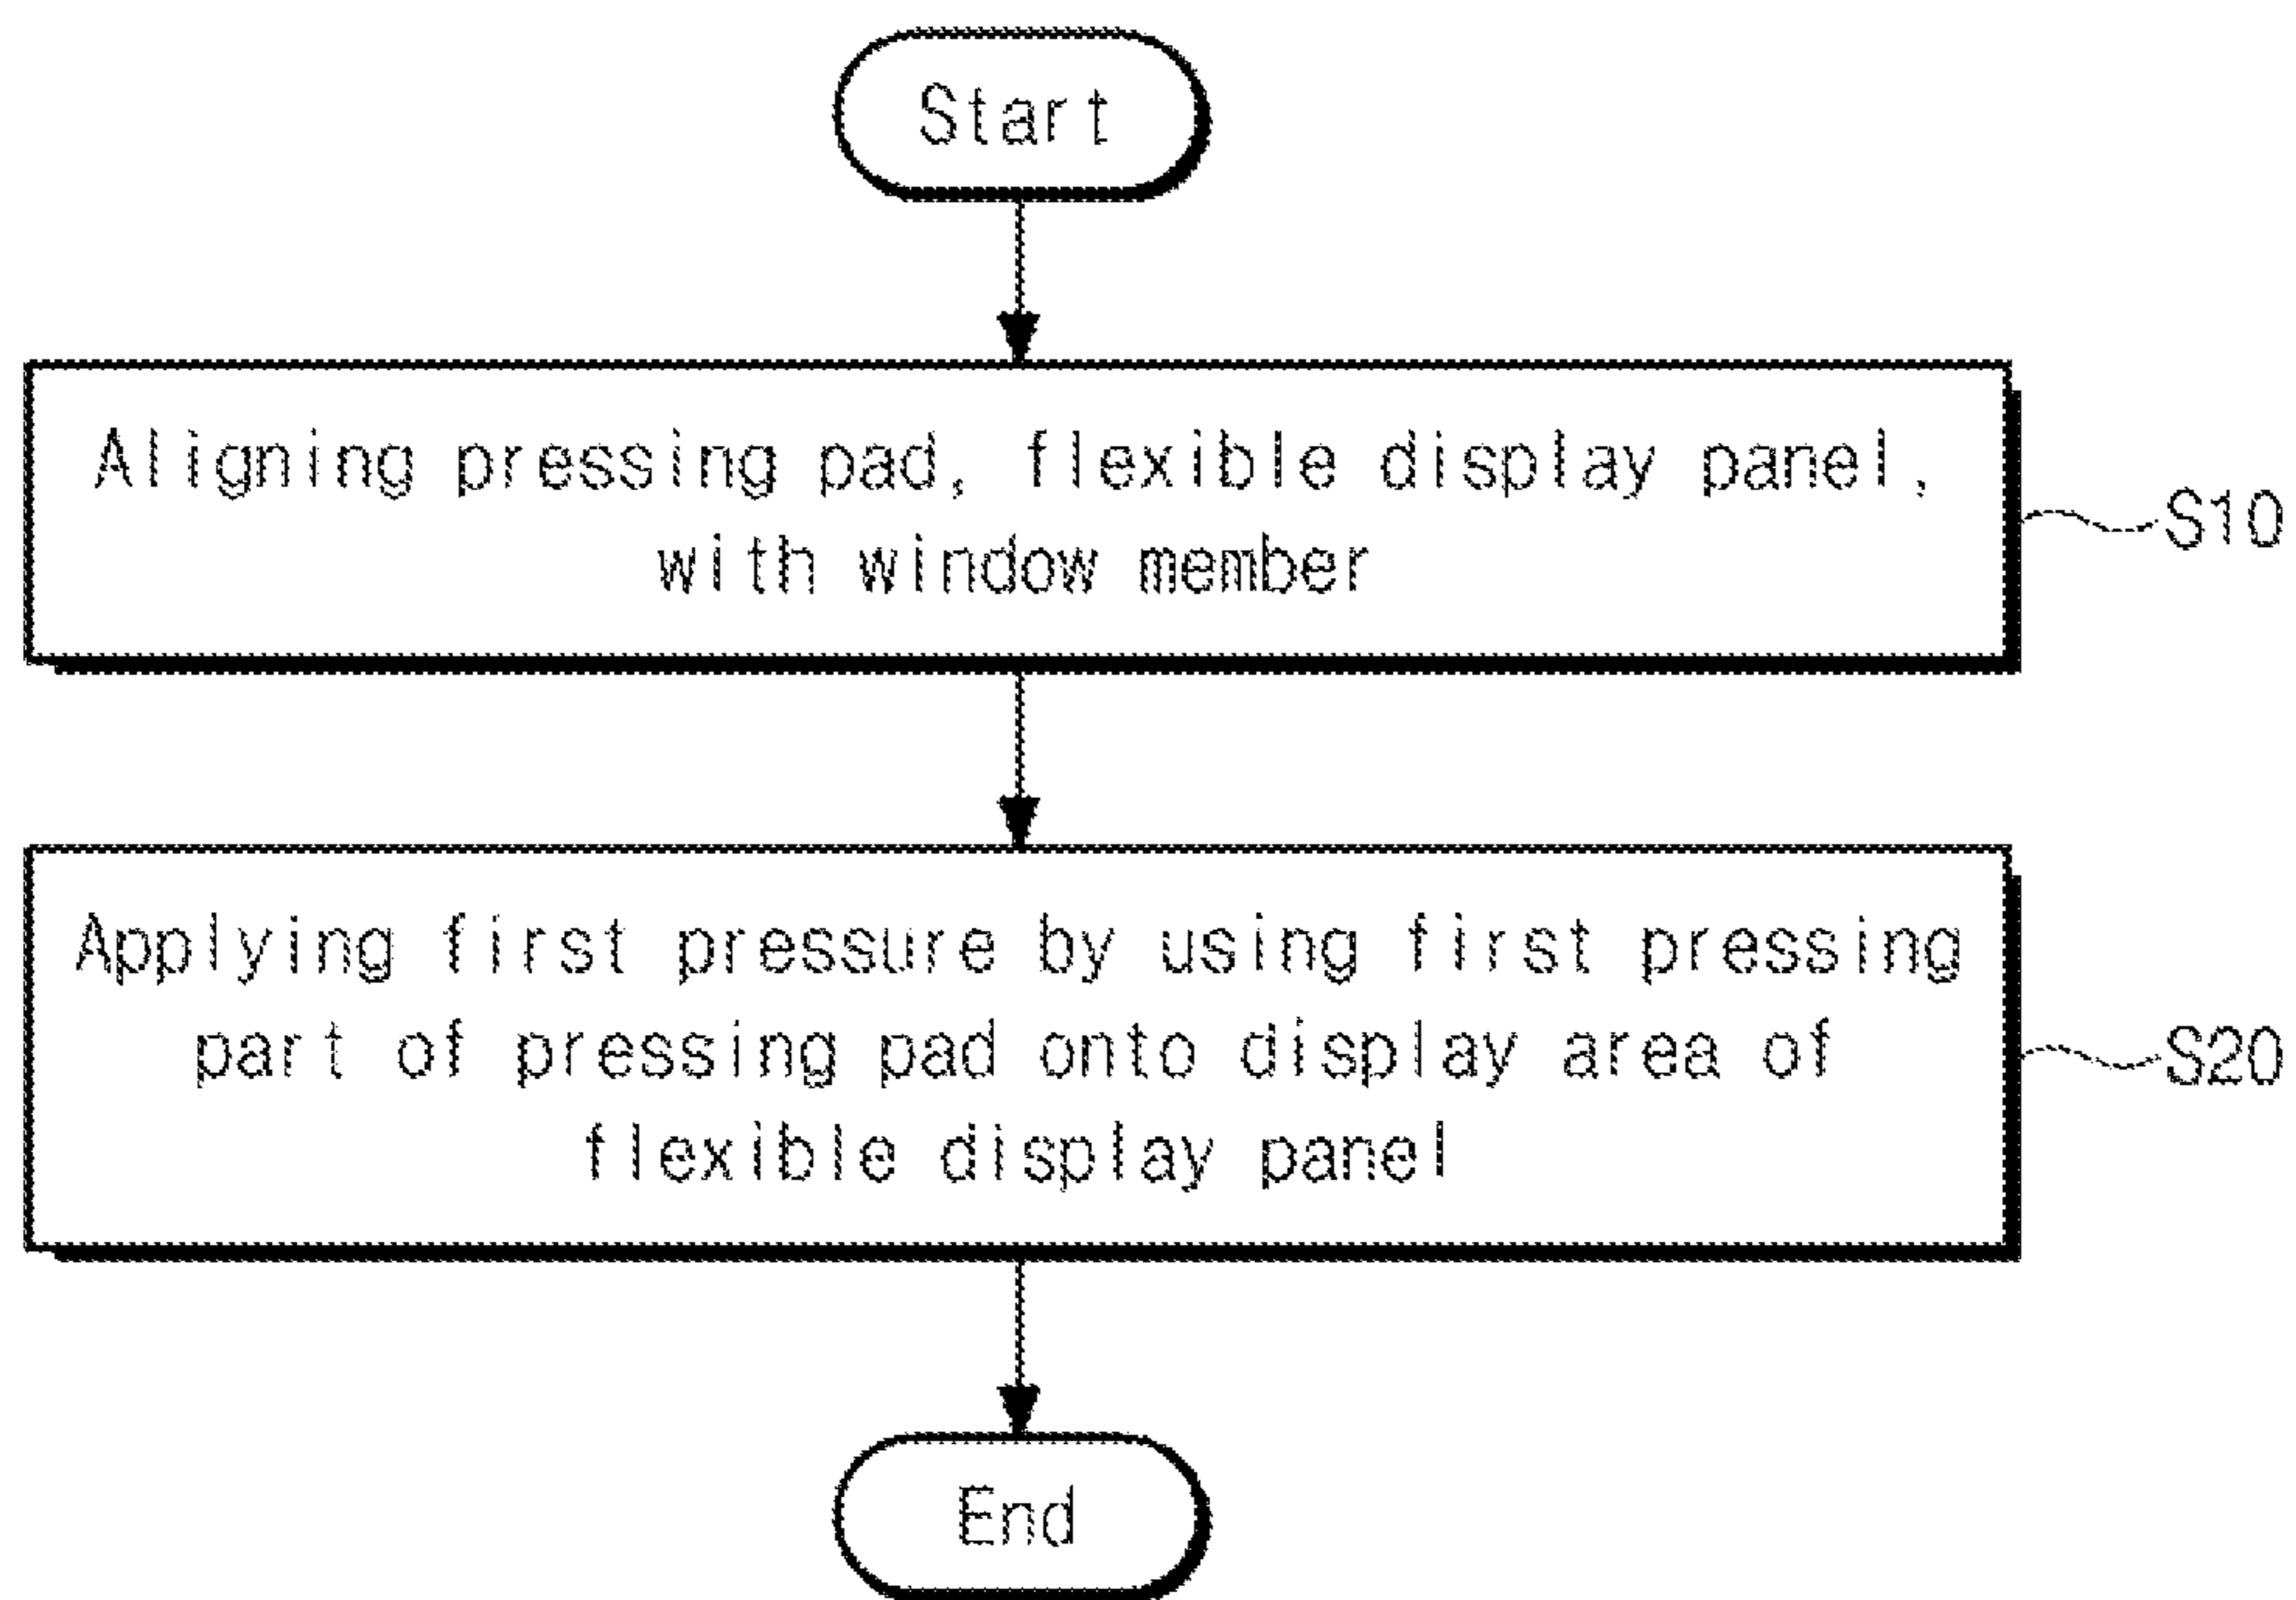 Start
Aligning pressing pad, flexible display panel,
with window member
S10
Applying first pressure by using first pressing
part of pressing pad onto display area of
flexible display panel
S20
End